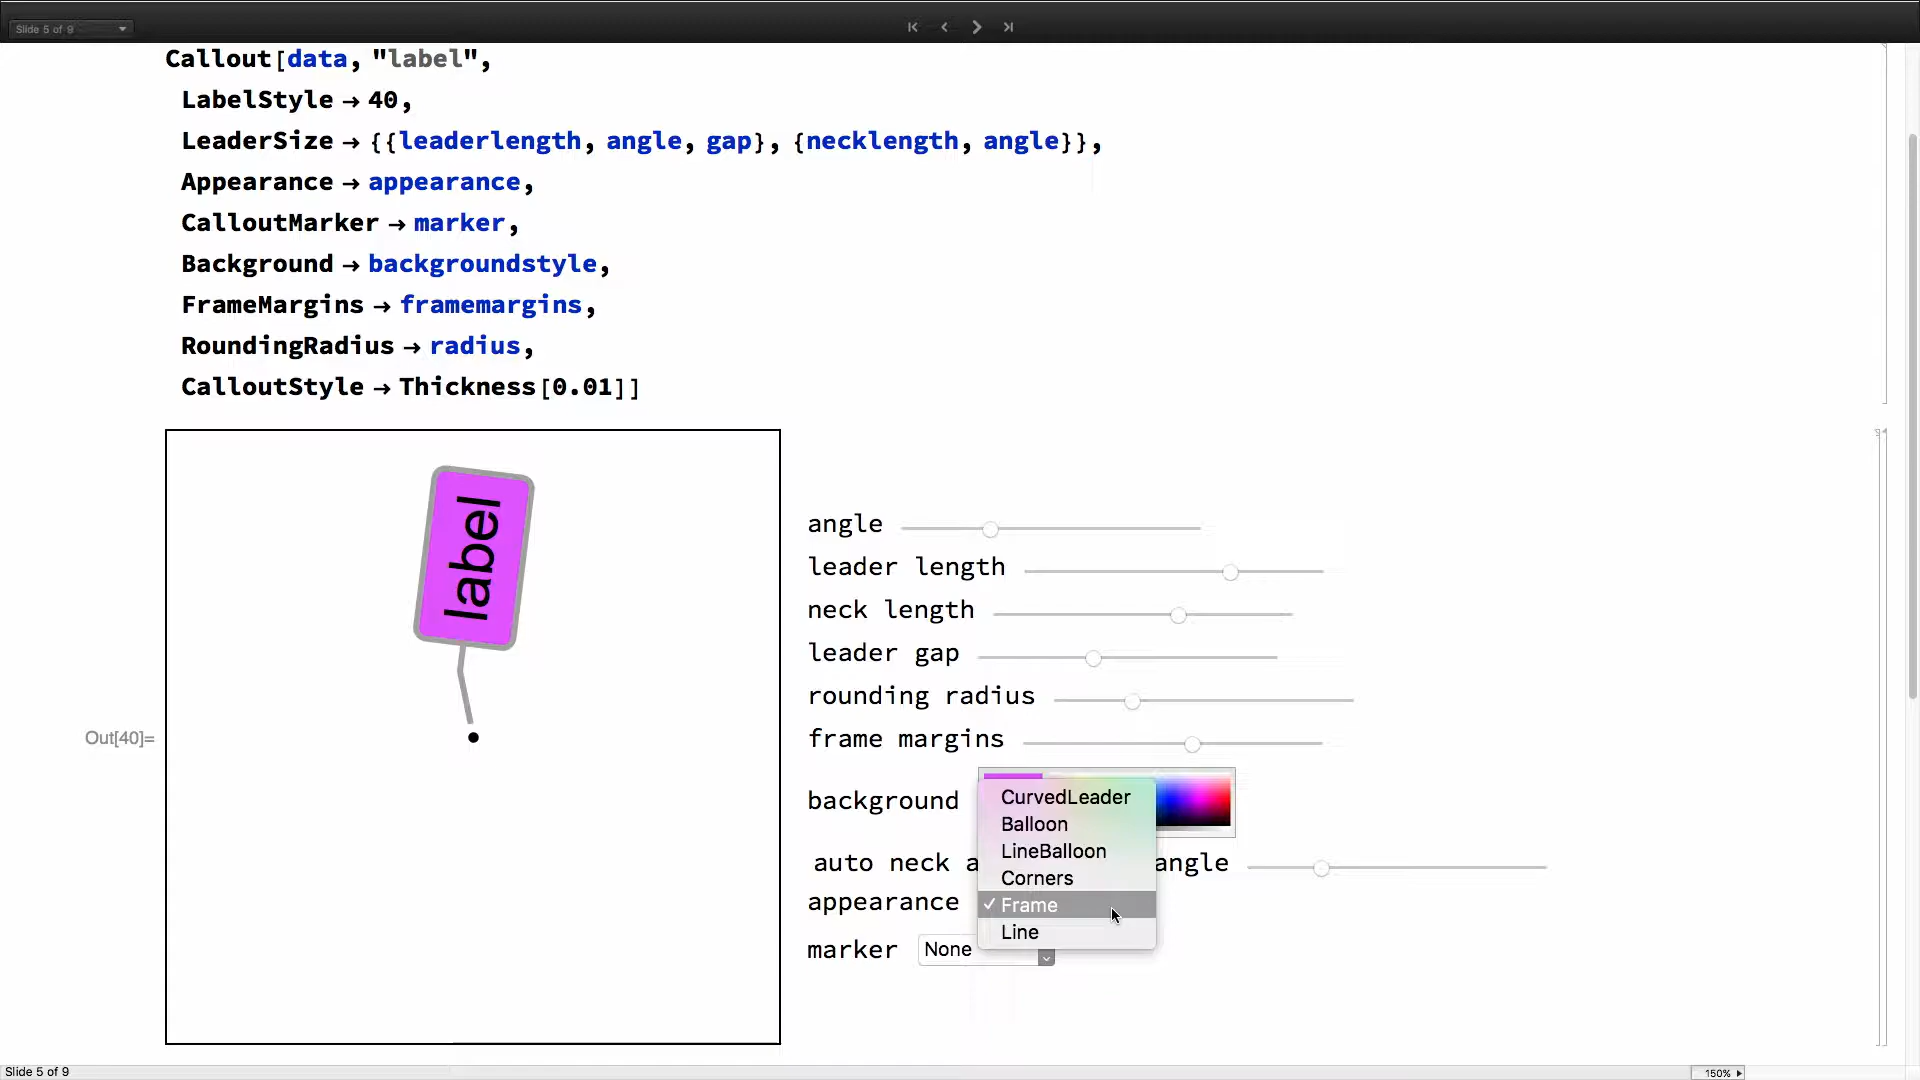 Slide 5 of 9
Callout[data, "label",
LabelStyle → 40,
LeaderSize → {{leaderlength, angle, gap}, {necklength, angle}},
Appearance → appearance,
CalloutMarker → marker,
Background → backgroundstyle,
FrameMargins → framemargins,
RoundingRadius → radius,
CalloutStyle → Thickness[0.01]]
label
angle
leader length
neck length
leader gap
rounding radius
frame margins
Out[40]=
background
CurvedLeader
Balloon
LineBalloon
Corners
auto neck a
angle
appearance
✓ Frame
Line
marker None
Slide 5 of 9
150%